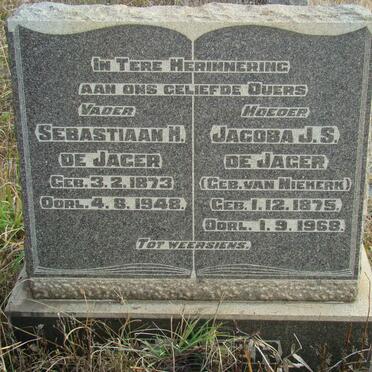 In Tere Herinnering
aan ons geliefde Ouers
Vader
Sebastiaan H.
de Jager
Geb. 3.2.1873
Oorl. 4.8.1948.
Moeder
Jacoba J.S.
de Jager
(Geb. van Niekerk)
Geb. 1.12.1875.
Oorl. 1.9.1968.
Tot weersiens.